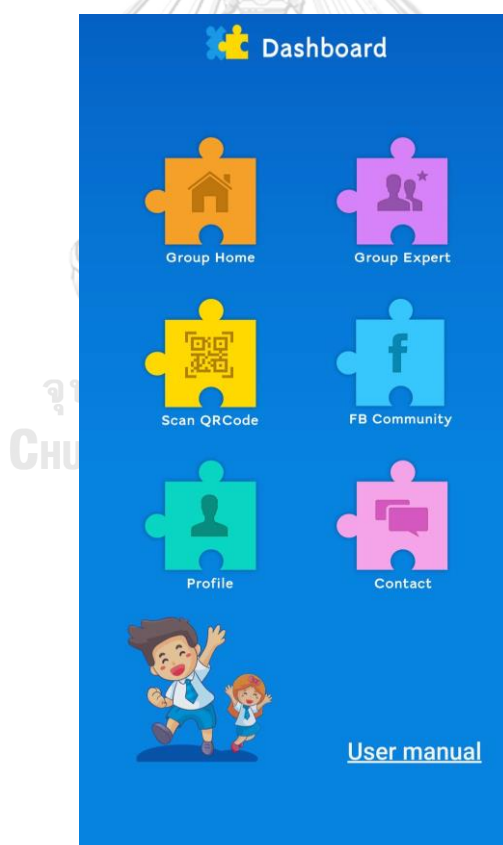 Dashboard
Group Home
Group Expert
Scan QRCode
FB Community
Profile
Contact
User manual